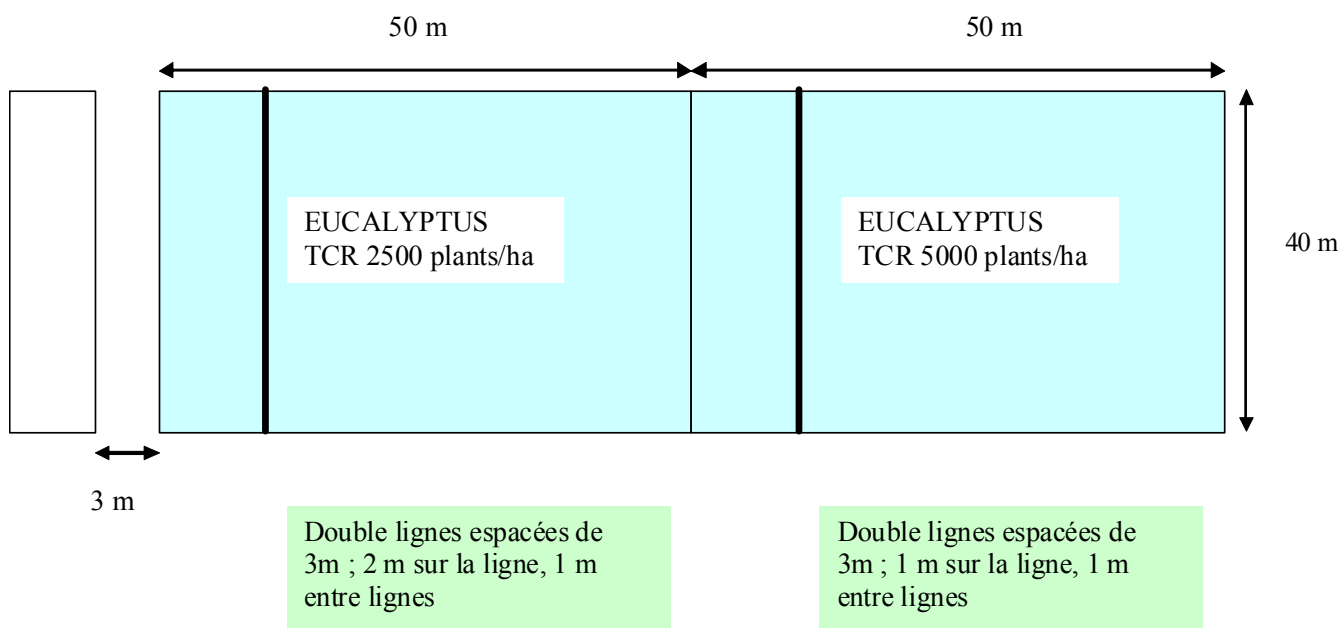 50 m
50 m
EUCALYPTUS
TCR 2500 plants/ha
EUCALYPTUS
TCR 5000 plants/ha
40 m
3 m
Double lignes espacées de
3m ; 2 m sur la ligne, 1 m
entre lignes
Double lignes espacées de
3m ; 1 m sur la ligne, 1 m
entre lignes